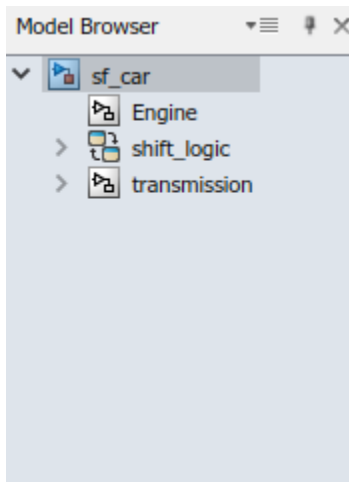 Model Browser
sf_car
Engine
shift_logic
transmission